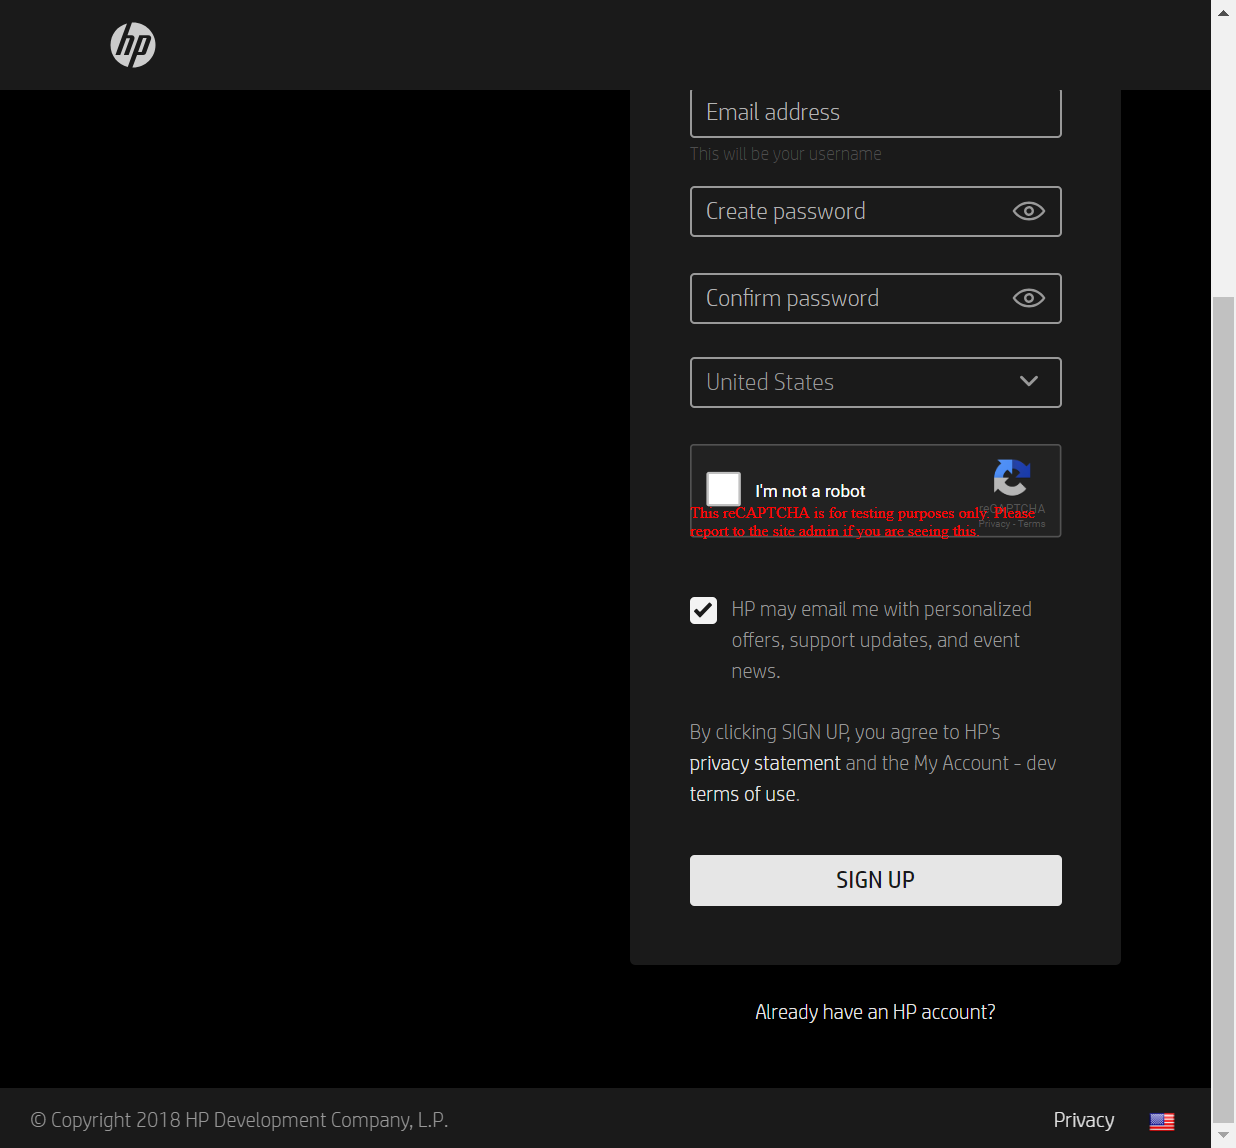 hp
Email address
This will be your username
Create password
Confirm password
United States
I'm not a robot
reCAPTCHA
Privacy - Terms
This reCAPTCHA is for testing purposes only. Please
report to the site admin if you are seeing this.
HP may email me with personalized
offers, support updates, and event
news.
By clicking SIGN UP, you agree to HP's
privacy statement and the My Account - dev
terms of use.
SIGN UP
Already have an HP account?
© Copyright 2018 HP Development Company, L.P.
Privacy